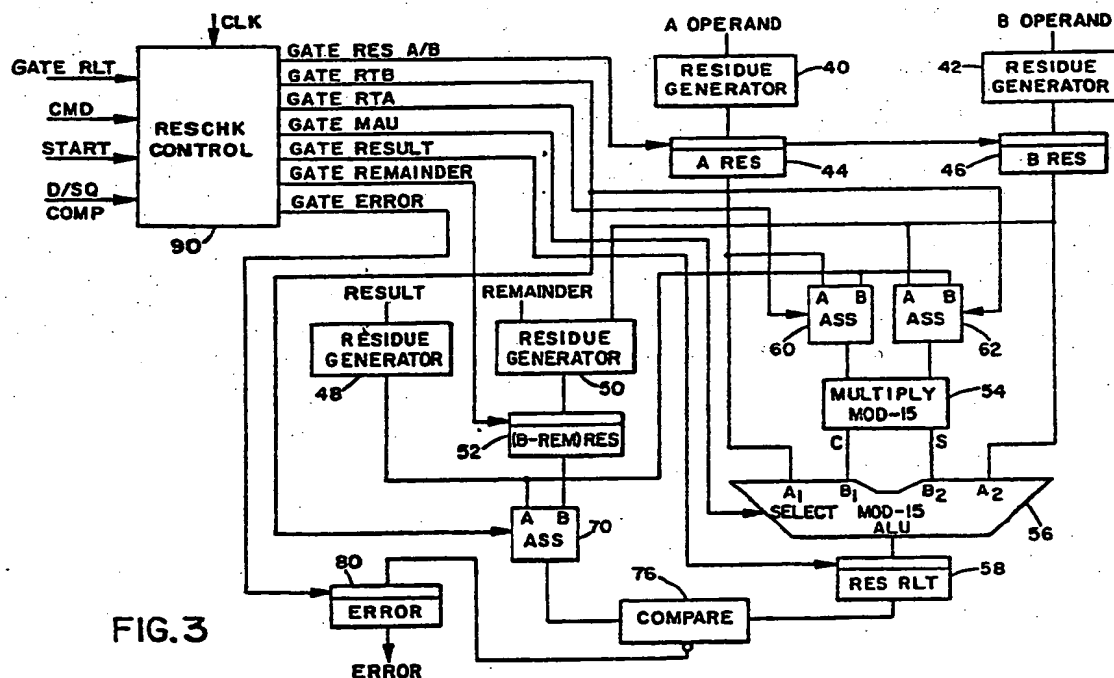 CLK
A OPERAND
B OPERAND
GATE RLT
CMD
START
D/SQ
COMP
RESCHK
CONTROL
90
GATE RES A/B
GATE RTB
GATE RTA
GATE MAU
GATE RESULT
GATE REMAINDER
GATE ERROR
RESIDUE
GENERATOR
40
42
RESIDUE
GENERATOR
A RES
44
46
B RES
RESULT
REMAINDER
RESIDUE
GENERATOR
48
RESIDUE
GENERATOR
50
A B
ASS
60
A B
ASS
62
MULTIPLY
MOD-15
54
C S
52
(B-REM) RES
A1 B1 B2 A2
SELECT MOD-15
ALU
56
A B
ASS
70
RES RLT
58
80
ERROR
76
COMPARE
ERROR
FIG.3